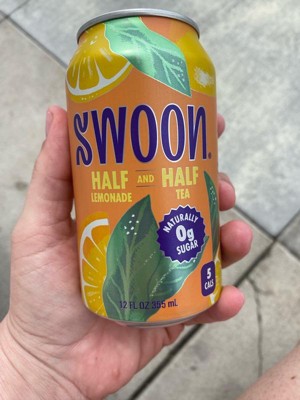 SWOON
HALF AND HALF
LEMONADE TEA
NATURALLY
0g
SUGAR
5
CALS
12 FL OZ 355 mL